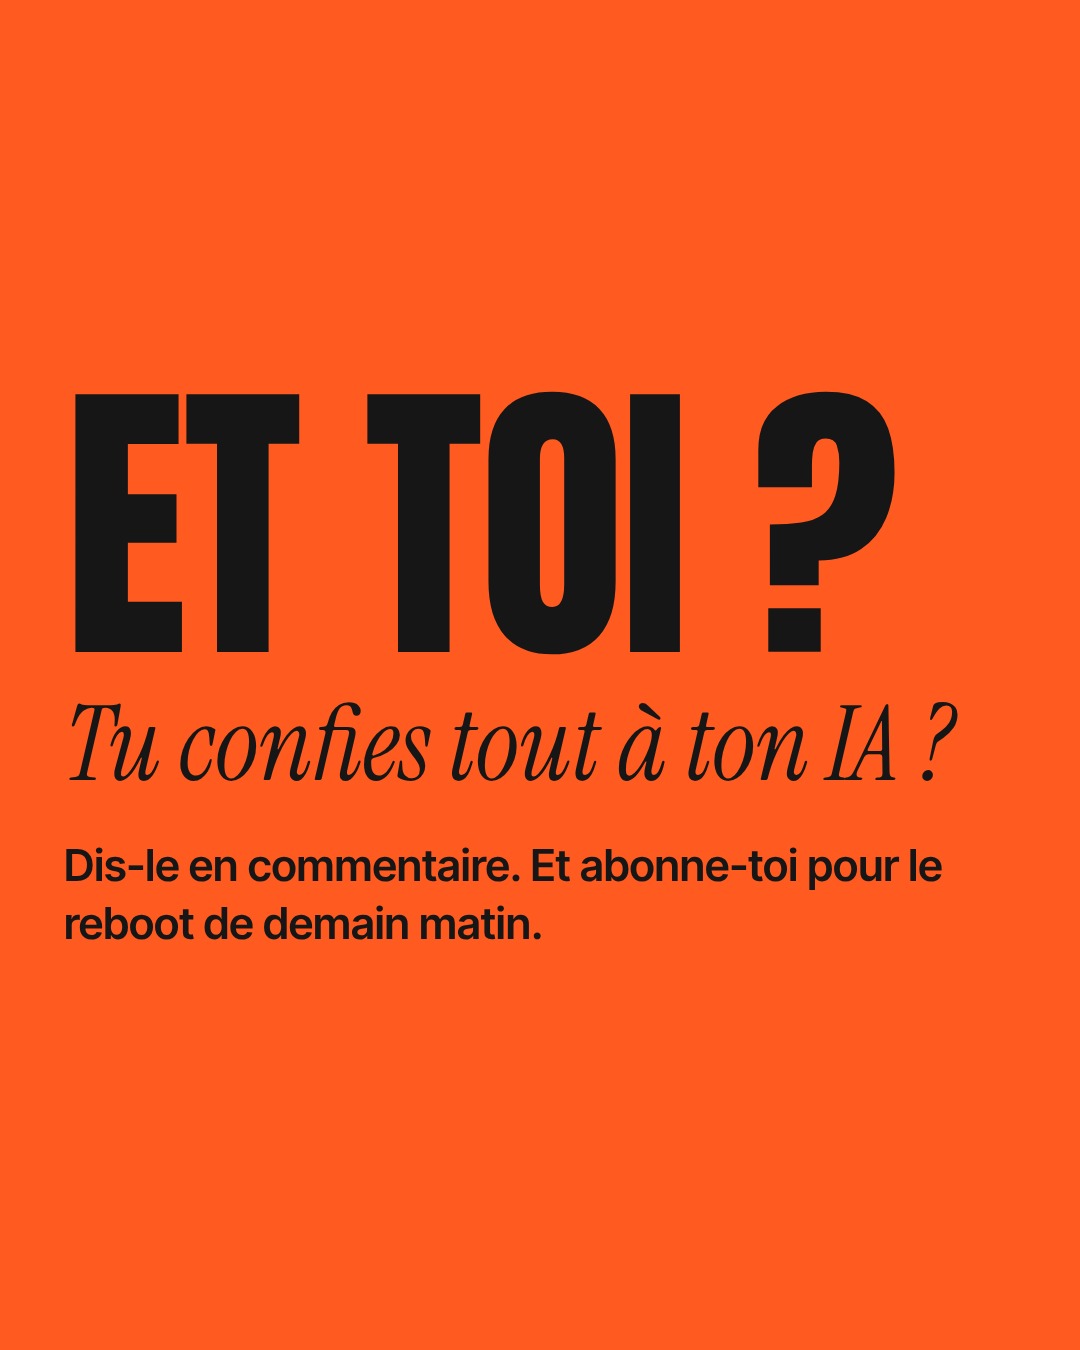 ET TOI ?
Tu confies tout à ton IA ?
Dis-le en commentaire. Et abonne-toi pour le
reboot de demain matin.